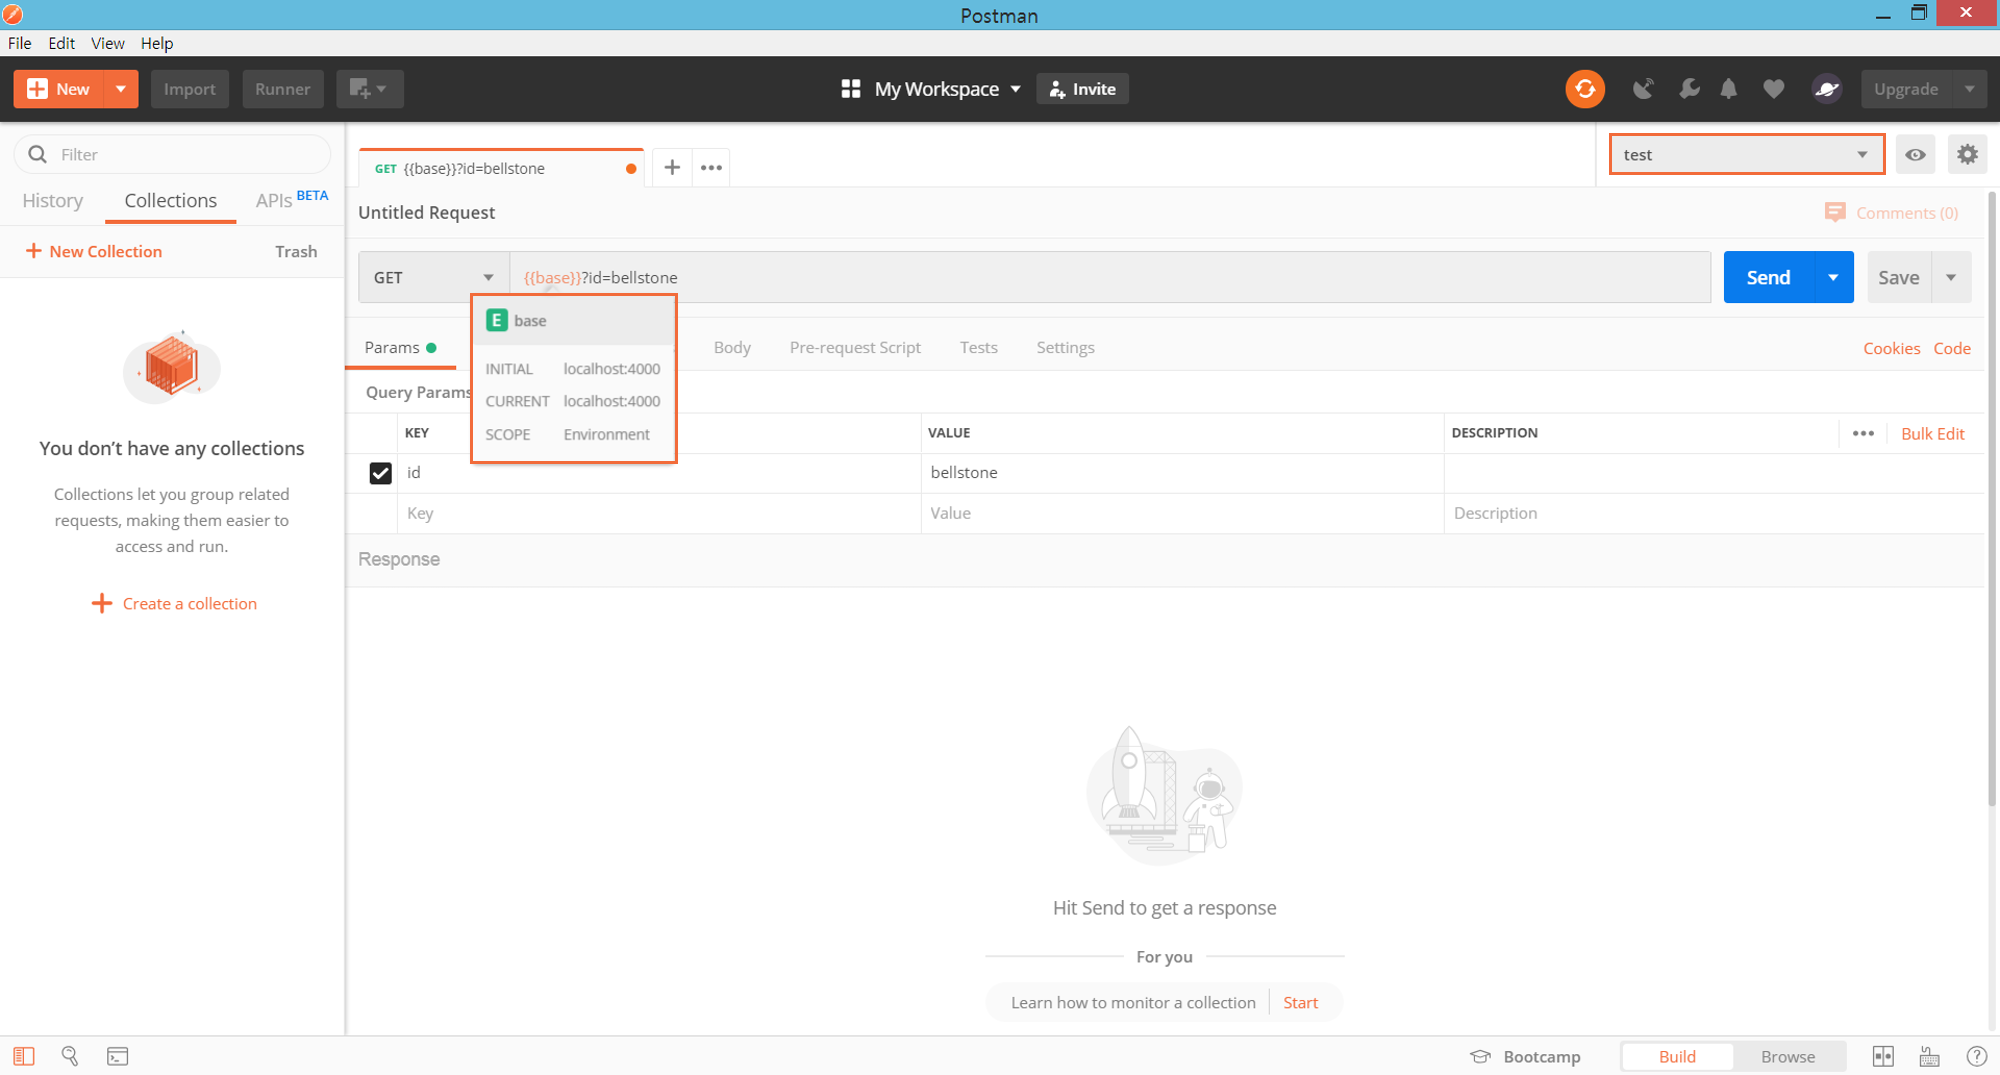 Postman
File Edit View Help
New Import Runner My Workspace Invite Upgrade
Filter
History Collections APIs BETA
New Collection Trash
You don’t have any collections
Collections let you group related
requests, making them easier to
access and run.
Create a collection
GET {{base}}?id=bellstone
test
Untitled Request
Comments (0)
GET {{base}}?id=bellstone Send Save
E base
INITIAL localhost:4000
CURRENT localhost:4000
SCOPE Environment
Params Body Pre-request Script Tests Settings Cookies Code
Query Params
KEY VALUE DESCRIPTION Bulk Edit
id bellstone
Key Value Description
Response
Hit Send to get a response
For you
Learn how to monitor a collection Start
Bootcamp Build Browse